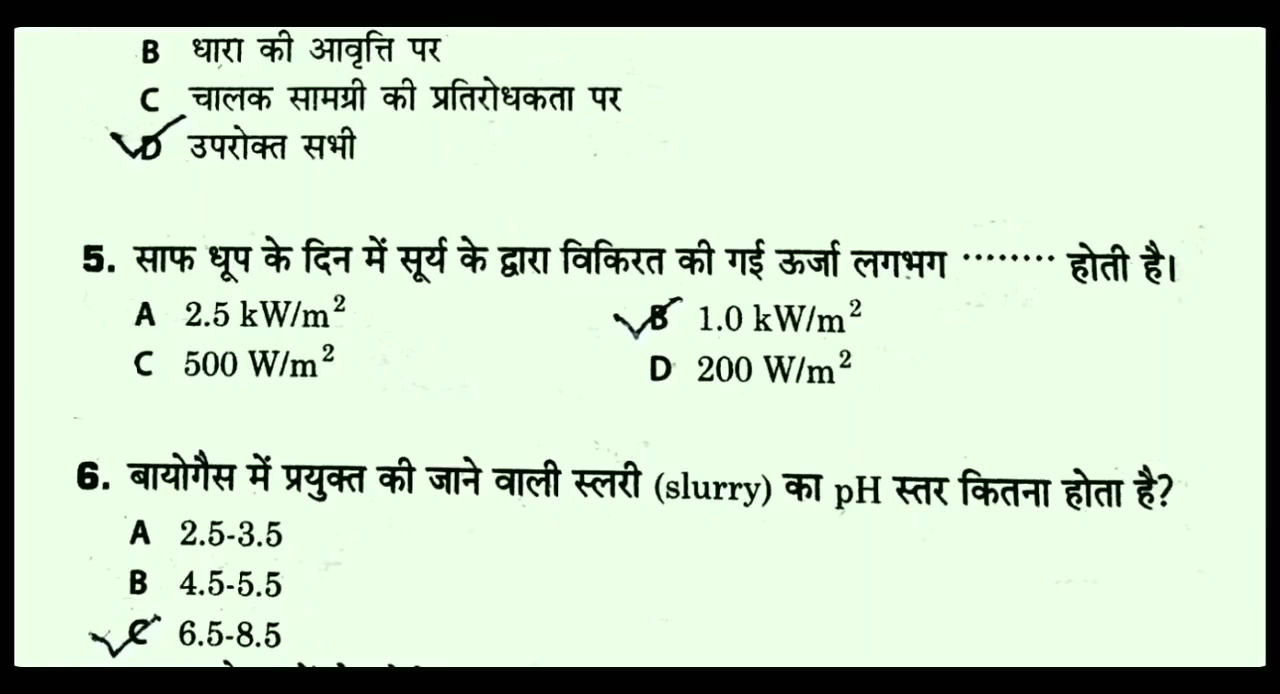 B धारा की आवृत्ति पर
C चालक सामग्री की प्रतिरोधकता पर
D उपरोक्त सभी
5. साफ धूप के दिन में सूर्य के द्वारा विकिरत की गई ऊर्जा लगभग ········ होती है।
A 2.5 kW/m² B 1.0 kW/m²
C 500 W/m² D 200 W/m²
6. बायोगैस में प्रयुक्त की जाने वाली स्लरी (slurry) का pH स्तर कितना होता है?
A 2.5-3.5
B 4.5-5.5
C 6.5-8.5